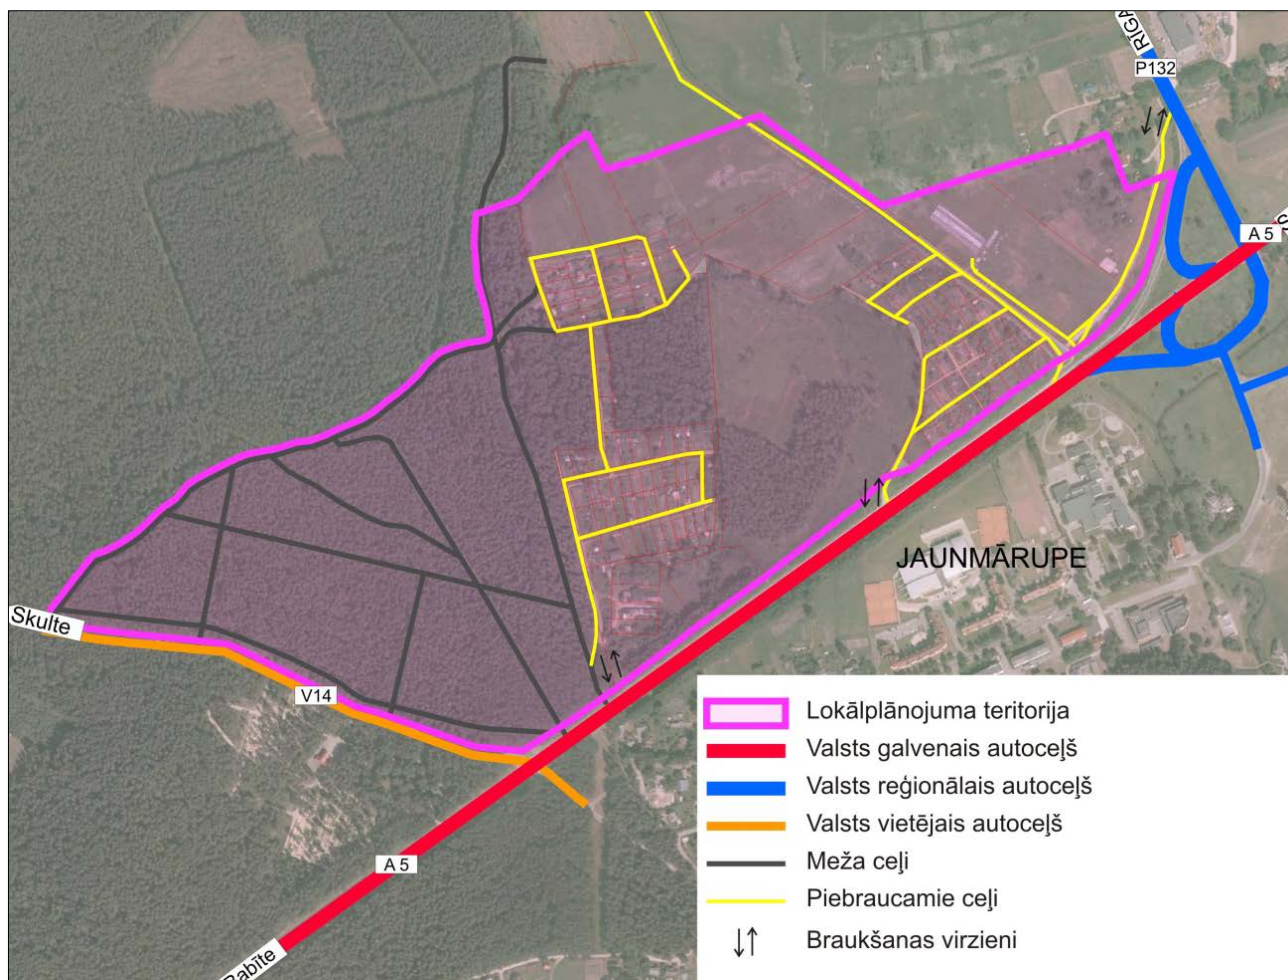 RĪGA
P132
A 5
JAUNMĀRUPE
Skulte
V14
A 5
Babīte
Lokālplānojuma teritorija
Valsts galvenais autoceļš
Valsts reģionālais autoceļš
Valsts vietējais autoceļš
Meža ceļi
Piebraucamie ceļi
Braukšanas virzieni